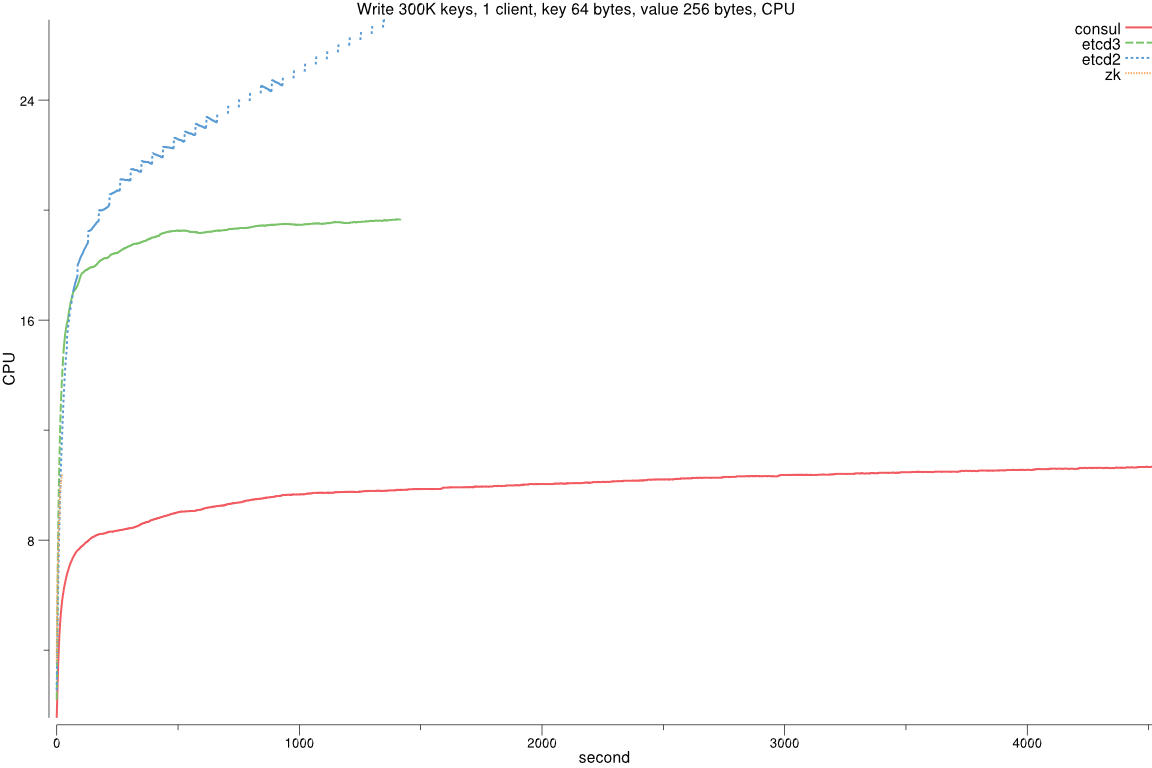 Write 300K keys, 1 client, key 64 bytes, value 256 bytes, CPU
consul
etcd3
etcd2
zk
24
16
8
CPU
0 1000 2000 3000 4000
second